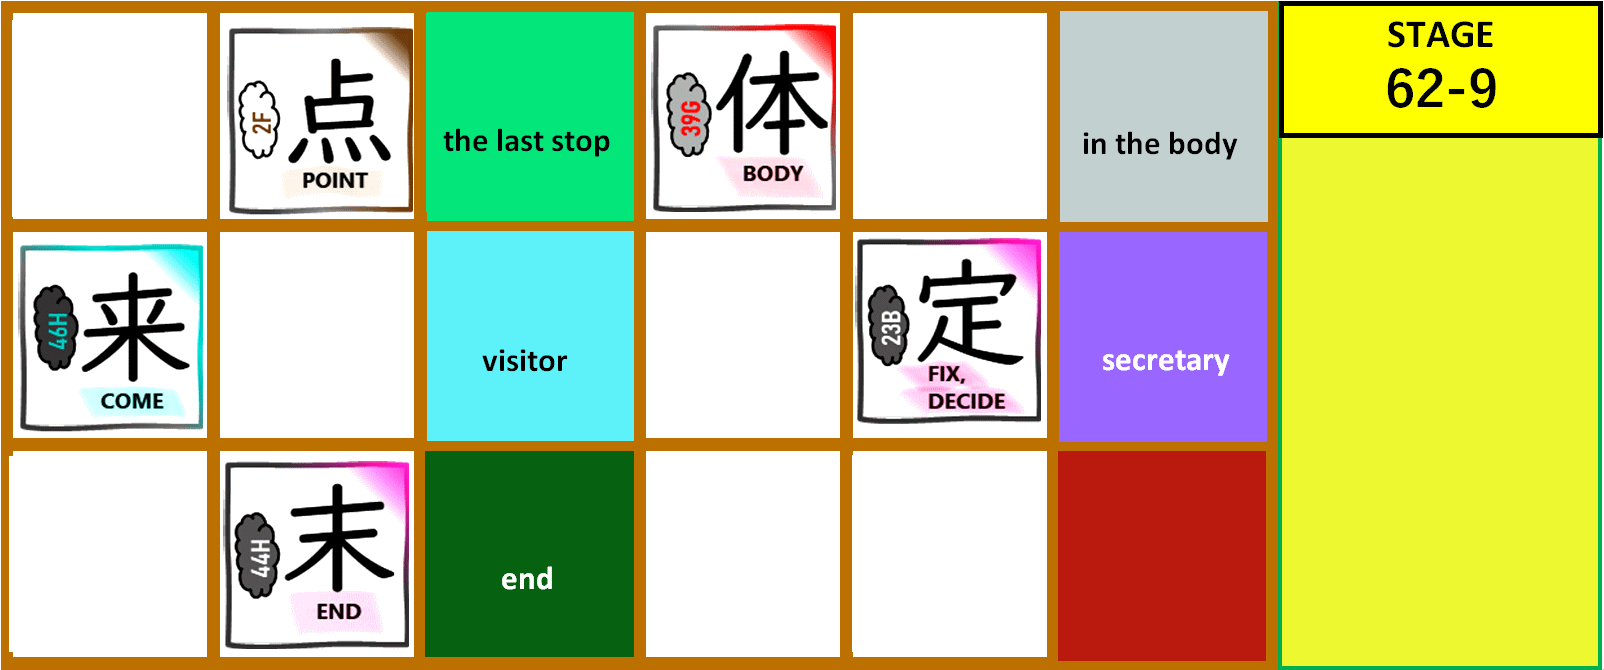 2F
点
POINT
the last stop
39G
体
BODY
in the body
STAGE
62-9
46H
来
COME
visitor
23B
定
FIX,
DECIDE
secretary
44H
末
END
end